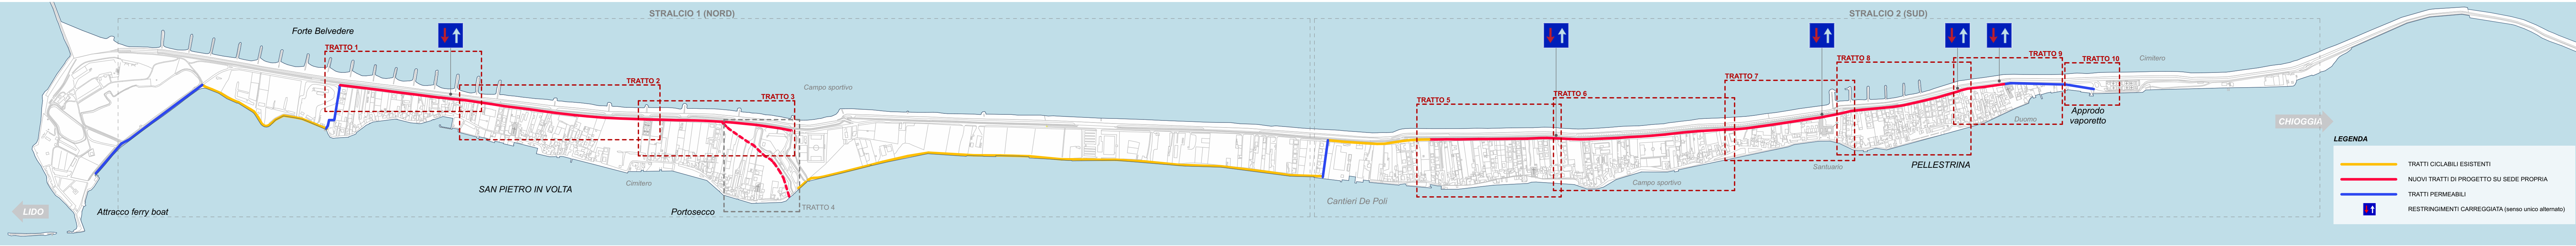 STRALCIO 1 (NORD)
STRALCIO 2 (SUD)
Forte Belvedere
TRATTO 1
TRATTO 2
TRATTO 3
Campo sportivo
TRATTO 5
TRATTO 6
TRATTO 7
TRATTO 8
TRATTO 9
TRATTO 10
Cimitero
Approdo
vaporetto
Duomo
CHIOGGIA
PELLESTRINA
Santuario
Campo sportivo
Cantieri De Poli
SAN PIETRO IN VOLTA
Cimitero
Portosecco
TRATTO 4
LIDO
Attracco ferry boat
LEGENDA
TRATTI CICLABILI ESISTENTI
NUOVI TRATTI DI PROGETTO SU SEDE PROPRIA
TRATTI PERMEABILI
RESTRINGIMENTI CARREGGIATA (senso unico alternato)